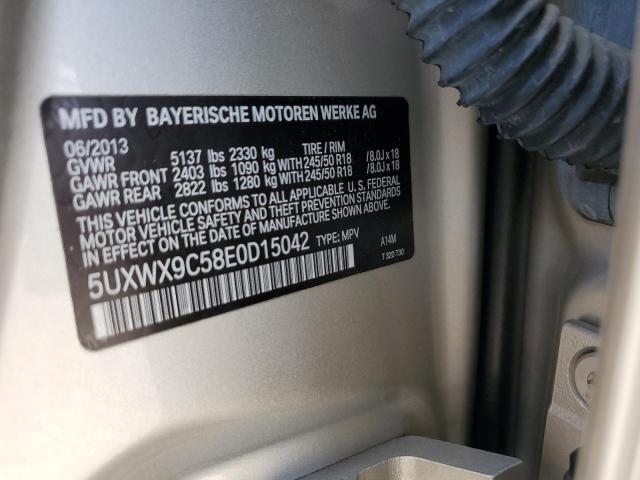 MFD BY BAYERISCHE MOTOREN WERKE AG
06/2013 5137 lbs 2330 kg TIRE / RIM
GVWR
GAWR FRONT 2403 lbs 1090 kg WITH 245/50 R18 /8.0J x 18
GAWR REAR 2822 lbs 1280 kg WITH 245/50 R18 /8.0J x 18
THIS VEHICLE CONFORMS TO ALL APPLICABLE U.S. FEDERAL
MOTOR VEHICLE SAFETY AND THEFT PREVENTION STANDARDS
IN EFFECT ON THE DATE OF MANUFACTURE SHOWN ABOVE.
5UXWX9C58E0D15042 TYPE: MPV A14M
T 320 730